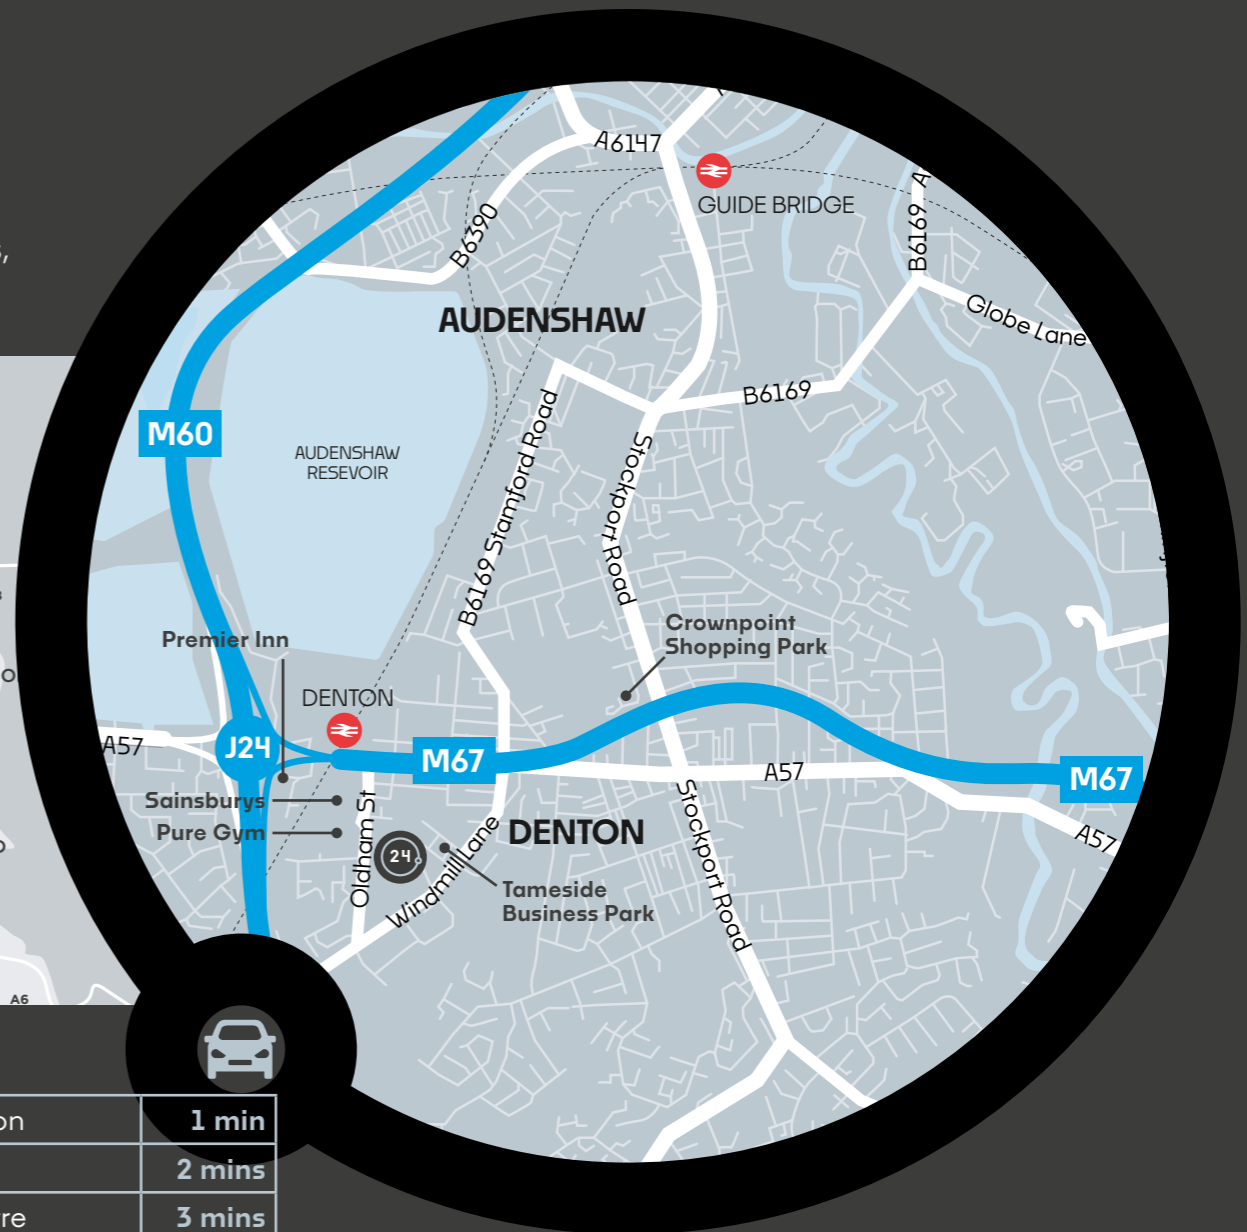 A6147
GUIDE BRIDGE
B6390
B6169
Globe Lane
AUDENSHAW
B6169
M60
AUDENSHAW
RESEVOIR
B6169 Stamford Road
Stockport Road
Premier Inn
Crownpoint
Shopping Park
DENTON
A57
J24
M67
A57
M67
Sainsburys
Pure Gym
Oldham St
24
Windmill Lane
DENTON
A57
Tameside
Business Park
Stockport Road
A6
1 min
2 mins
3 mins